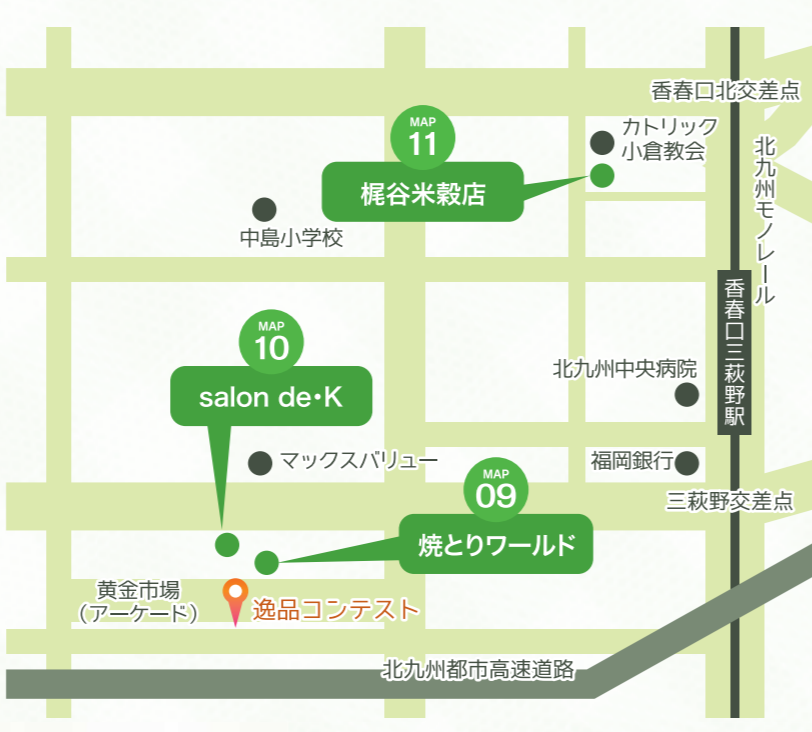 香春口北交差点
MAP
11
カトリック
小倉教会
梶谷米穀店
北九州モノレール
中島小学校
香春口三萩野駅
MAP
10
salon de・K
北九州中央病院
マックスバリュー
福岡銀行
MAP
09
三萩野交差点
焼とりワールド
黄金市場
（アーケード）
逸品コンテスト
北九州都市高速道路